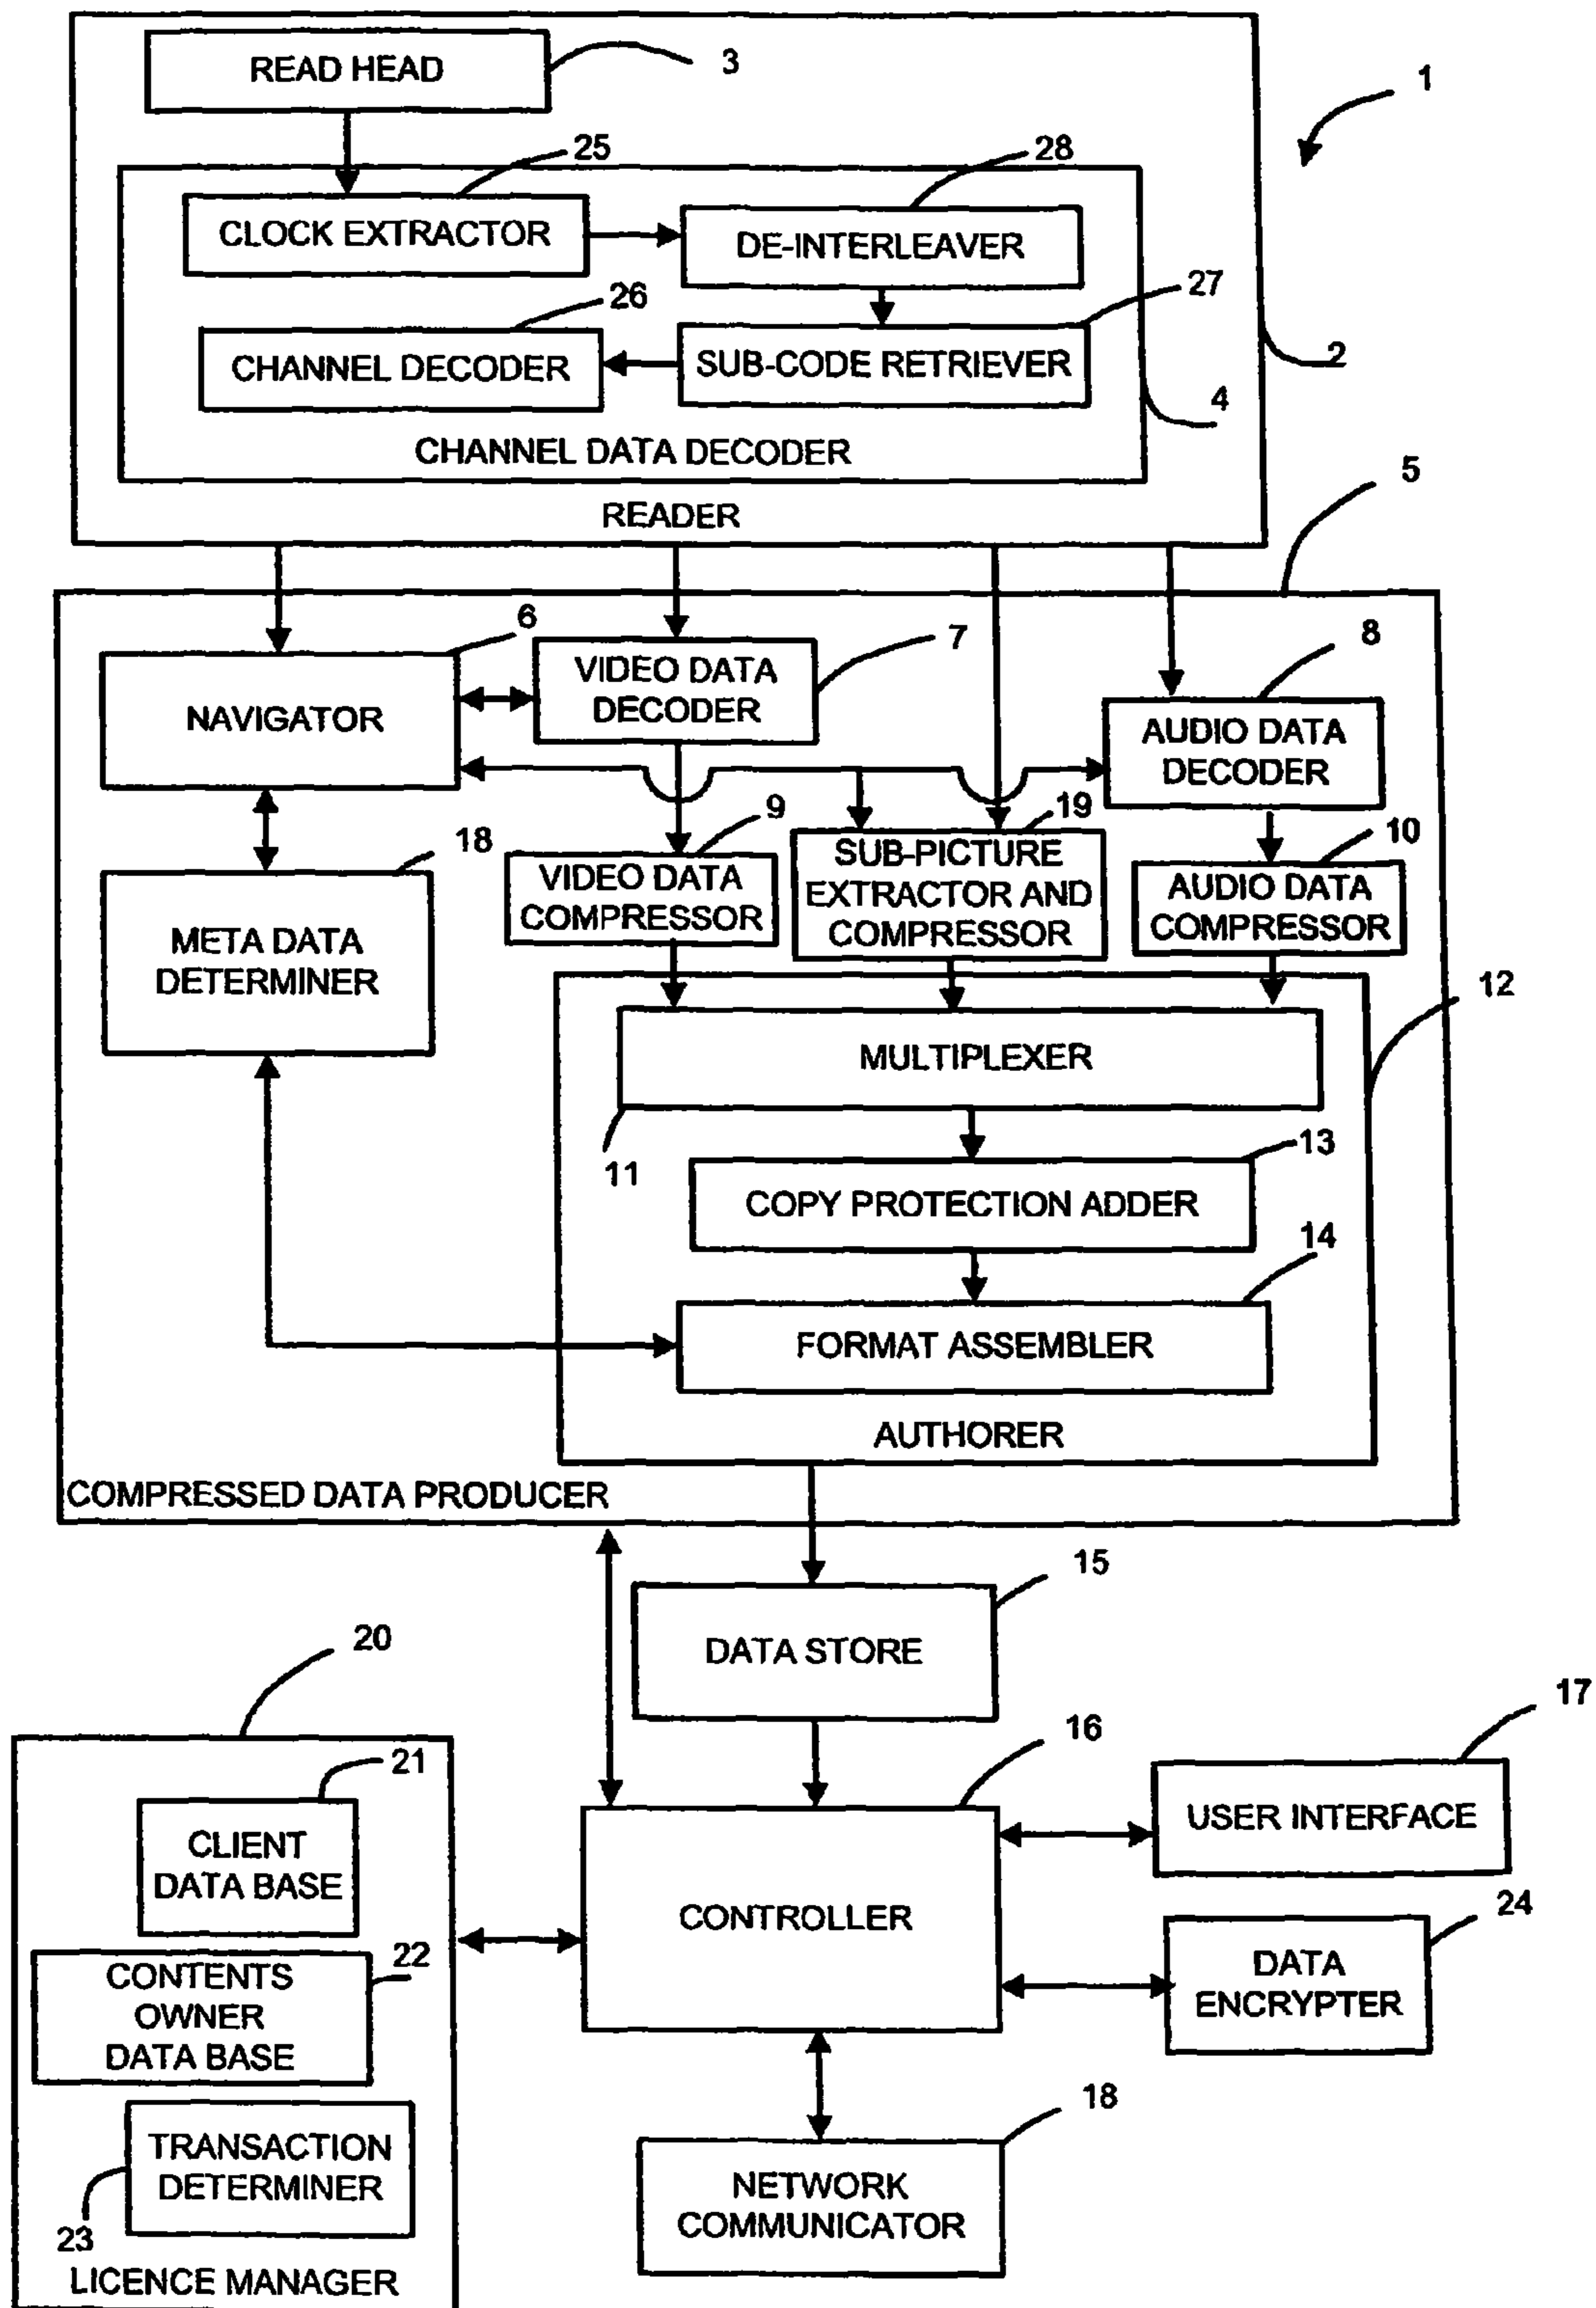 READ HEAD
3
1
25
28
CLOCK EXTRACTOR
DE-INTERLEAVER
26
27
CHANNEL DECODER
SUB-CODE RETRIEVER
2
4
CHANNEL DATA DECODER
READER
5
6
7
8
VIDEO DATA
DECODER
NAVIGATOR
AUDIO DATA
DECODER
18
9
19
10
VIDEO DATA
COMPRESSOR
SUB-PICTURE
EXTRACTOR AND
COMPRESSOR
AUDIO DATA
COMPRESSOR
META DATA
DETERMINER
12
MULTIPLEXER
11
13
COPY PROTECTION ADDER
14
FORMAT ASSEMBLER
AUTHORER
COMPRESSED DATA PRODUCER
15
DATA STORE
20
16
17
21
CLIENT
DATA BASE
USER INTERFACE
CONTROLLER
24
22
CONTENTS
OWNER
DATA BASE
DATA
ENCRYPTER
18
TRANSACTION
DETERMINER
23
NETWORK
COMMUNICATOR
LICENCE MANAGER